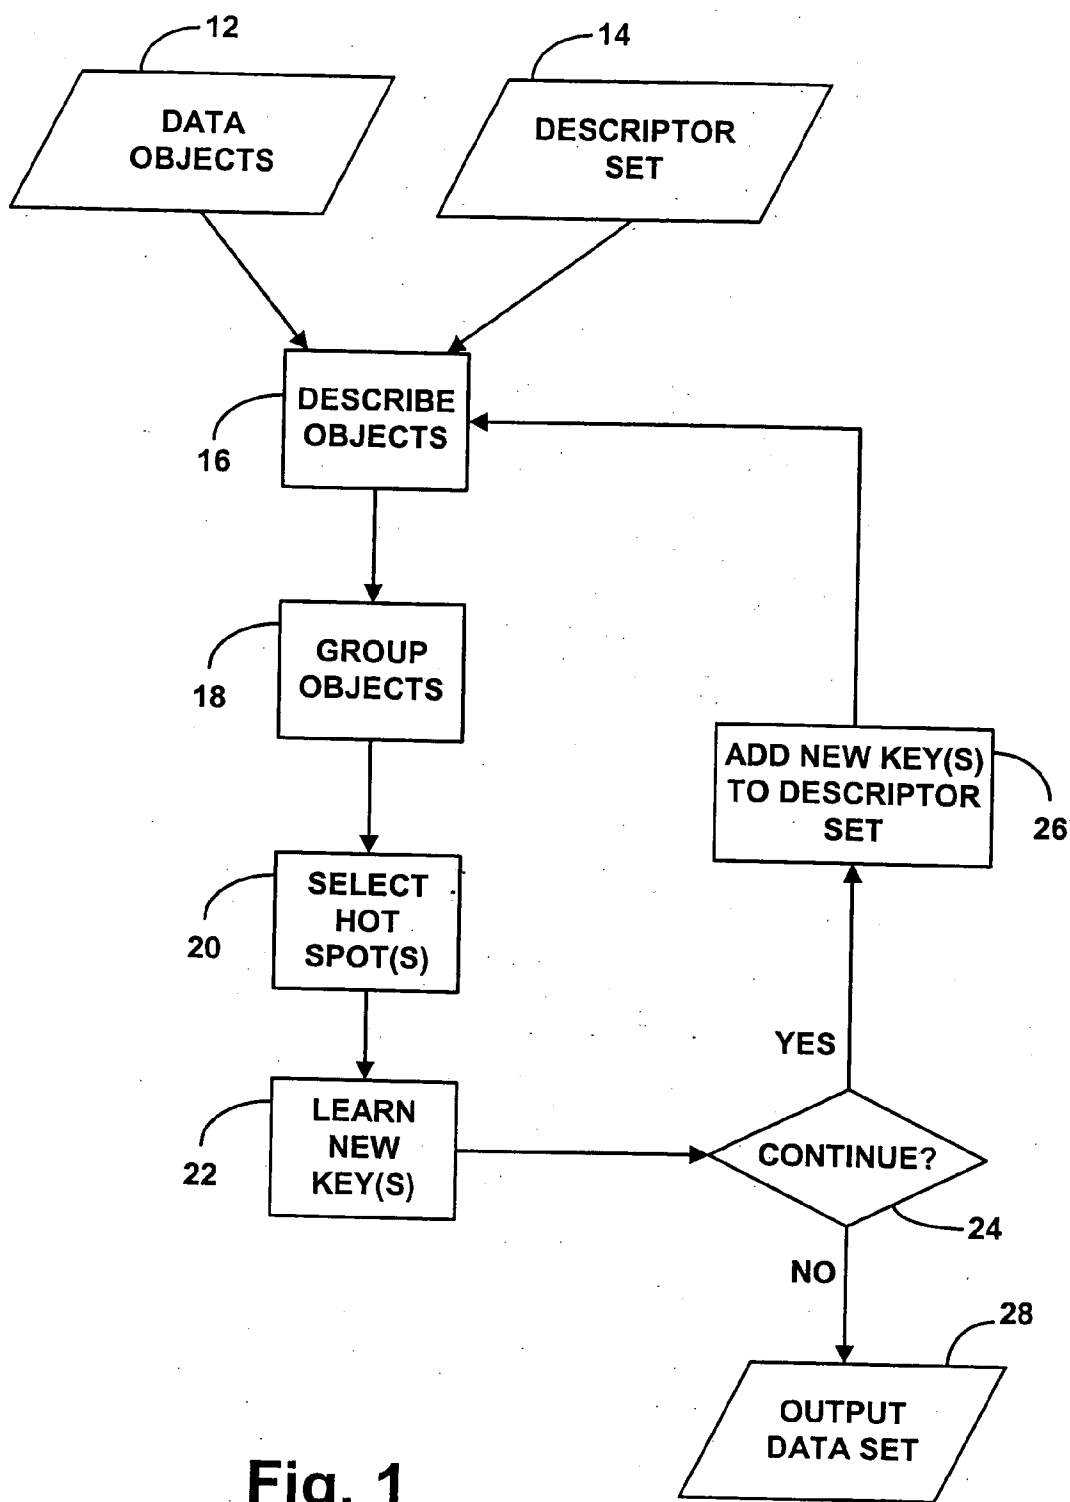 12
14
DATA
OBJECTS
DESCRIPTOR
SET
DESCRIBE
OBJECTS
16
GROUP
OBJECTS
18
ADD NEW KEY(S)
TO DESCRIPTOR
SET
26
SELECT
HOT
SPOT(S)
20
YES
LEARN
NEW
KEY(S)
22
CONTINUE?
24
NO
28
OUTPUT
DATA SET
Fig. 1